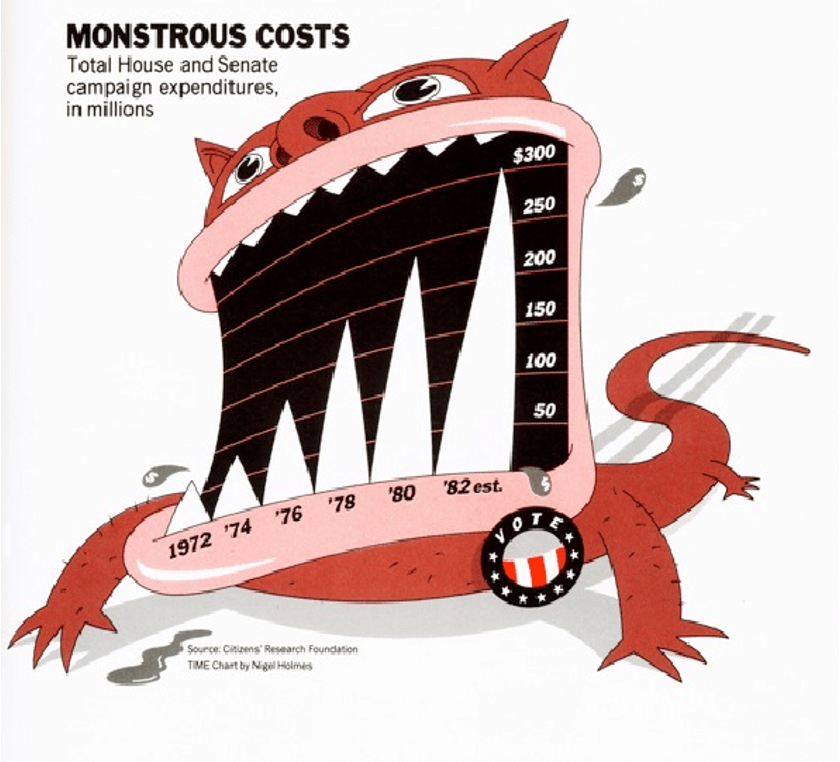 MONSTROUS COSTS
Total House and Senate
campaign expenditures,
in millions
$300
250
200
150
100
50
1972 '74 '76 '78 '80 '82 est.
$
$
$
VOTE
Source: Citizens' Research Foundation
TIME Chart by Nigel Holmes